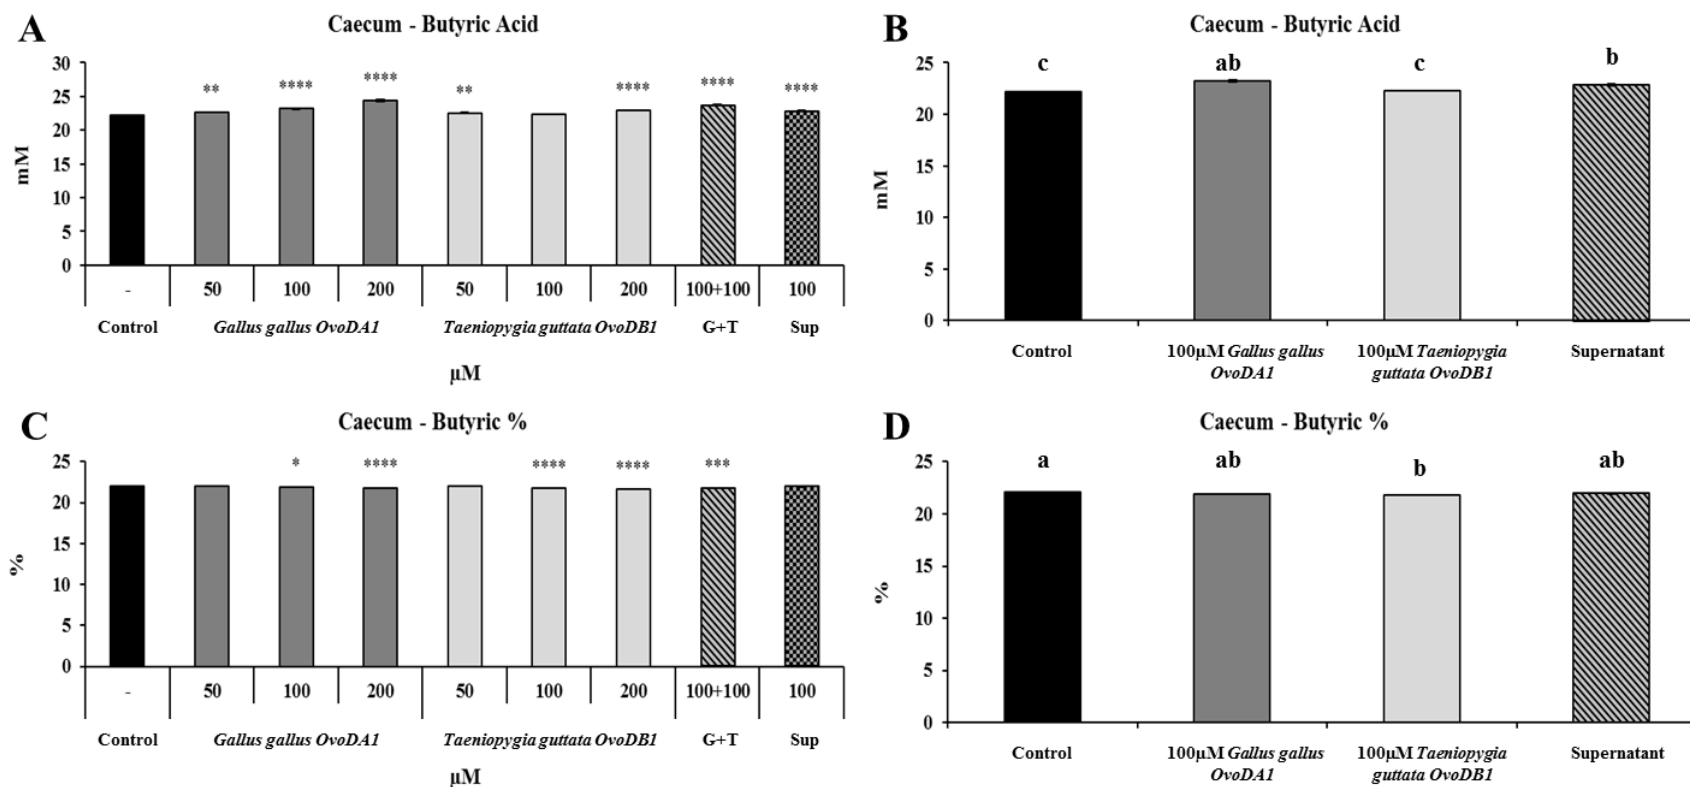 A
Caecum - Butyric Acid
30
25
20
15
10
5
0
mM
** **** **** ** **** **** ****
- 50 100 200 50 100 200 100+100 100
Control Gallus gallus OvoDA1 Taeniopygia guttata OvoDB1 G+T Sup
µM
B
Caecum - Butyric Acid
25
20
15
10
5
0
mM
c ab c b
Control 100µM Gallus gallus 100µM Taeniopygia Supernatant
OvoDA1 guttata OvoDB1
C
Caecum - Butyric %
25
20
15
10
5
0
%
* **** **** **** ***
- 50 100 200 50 100 200 100+100 100
Control Gallus gallus OvoDA1 Taeniopygia guttata OvoDB1 G+T Sup
µM
D
Caecum - Butyric %
25
20
15
10
5
0
%
a ab b ab
Control 100µM Gallus gallus 100µM Taeniopygia Supernatant
OvoDA1 guttata OvoDB1